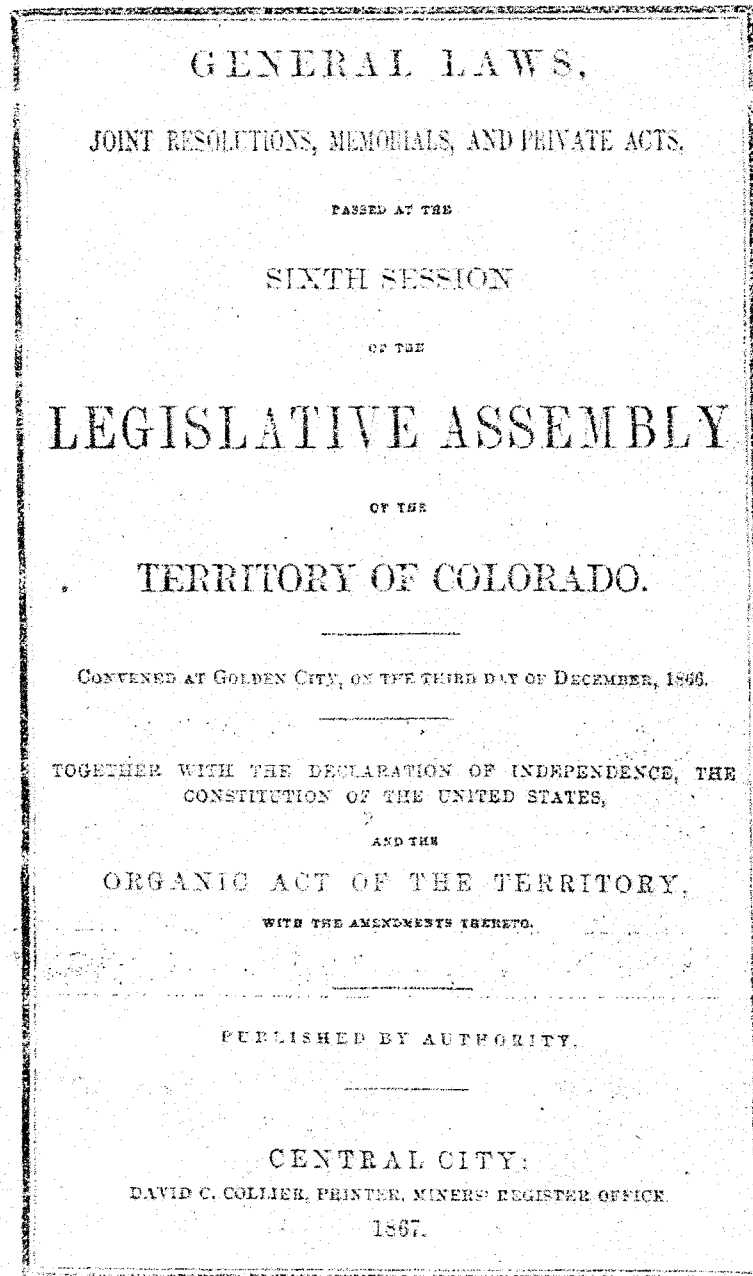 GENERAL LAWS,
JOINT RESOLUTIONS, MEMORIALS, AND PRIVATE ACTS,
PASSED AT THE
SIXTH SESSION
OF THE
LEGISLATIVE ASSEMBLY
OF THE
TERRITORY OF COLORADO.
CONVENED AT GOLDEN CITY, ON THE THIRD DAY OF DECEMBER, 1866.
TOGETHER WITH THE DECLARATION OF INDEPENDENCE, THE
CONSTITUTION OF THE UNITED STATES,
AND THE
ORGANIC ACT OF THE TERRITORY,
WITH THE AMENDMENTS THERETO.
PUBLISHED BY AUTHORITY.
CENTRAL CITY:
DAVID C. COLLIER, PRINTER, MINERS' REGISTER OFFICE.
1867.